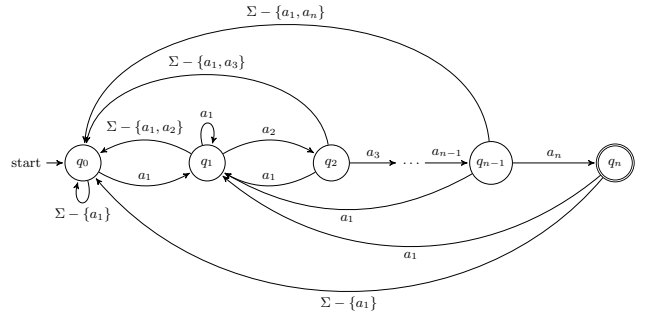 Σ − {a₁, aₙ}
Σ − {a₁, a₃}
Σ − {a₁, a₂}
a₁
a₂
start
q₀
a₁
q₁
a₁
q₂
a₃
⋯
aₙ₋₁
qₙ₋₁
aₙ
qₙ
Σ − {a₁}
a₁
a₁
Σ − {a₁}